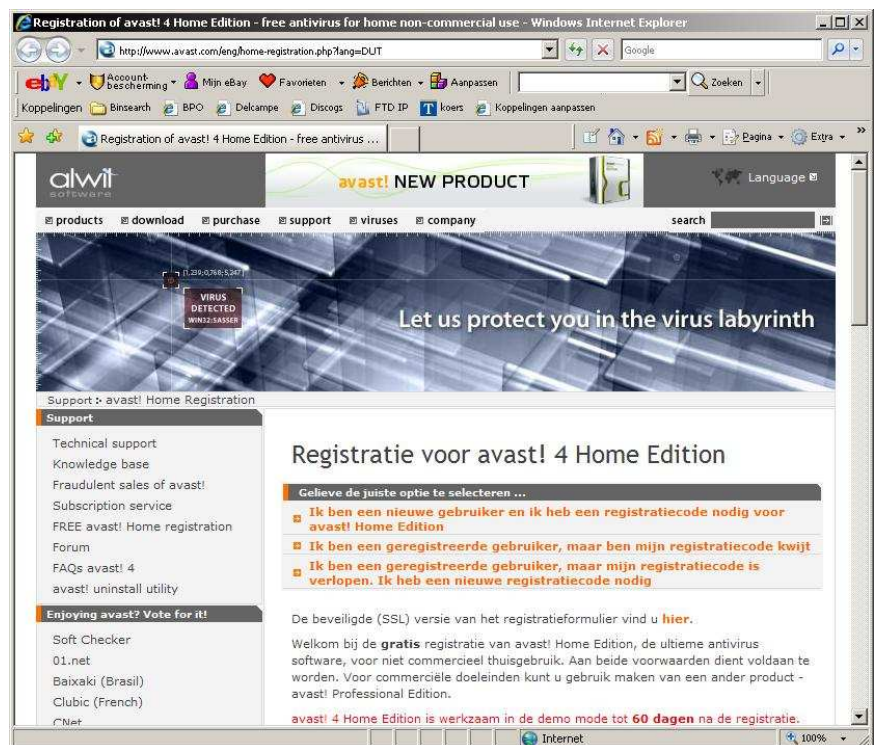 Registration of avast! 4 Home Edition - free antivirus for home non-commercial use - Windows Internet Explorer
http://www.avast.com/eng/home-registration.php?lang=DUT
Google
ebY Account-bescherming Mijn eBay Favorieten Berichten Aanpassen Zoeken
Koppelingen Binsearch BPO Delcampe Discogs FTD IP T koers Koppelingen aanpassen
Registration of avast! 4 Home Edition - free antivirus ... Pagina Extra »
alwil software
avast! NEW PRODUCT
Language
products download purchase support viruses company search
VIRUS
DETECTED
WIN32:SASSER
Let us protect you in the virus labyrinth
Support :- avast! Home Registration
Support
Technical support
Knowledge base
Fraudulent sales of avast!
Subscription service
FREE avast! Home registration
Forum
FAQs avast! 4
avast! uninstall utility
Enjoying avast? Vote for it!
Soft Checker
01.net
Baixaki (Brasil)
Clubic (French)
CNet
Registratie voor avast! 4 Home Edition
Gelieve de juiste optie te selecteren ...
Ik ben een nieuwe gebruiker en ik heb een registratiecode nodig voor
avast! Home Edition
Ik ben een geregistreerde gebruiker, maar ben mijn registratiecode kwijt
Ik ben een geregistreerde gebruiker, maar mijn registratiecode is
verlopen. Ik heb een nieuwe registratiecode nodig
De beveiligde (SSL) versie van het registratieformulier vind u hier.
Welkom bij de gratis registratie van avast! Home Edition, de ultieme antivirus
software, voor niet commercieel thuisgebruik. Aan beide voorwaarden dient voldaan te
worden. Voor commerciële doeleinden kunt u gebruik maken van een ander product -
avast! Professional Edition.
avast! 4 Home Edition is werkzaam in de demo mode tot 60 dagen na de registratie.
Internet
100%